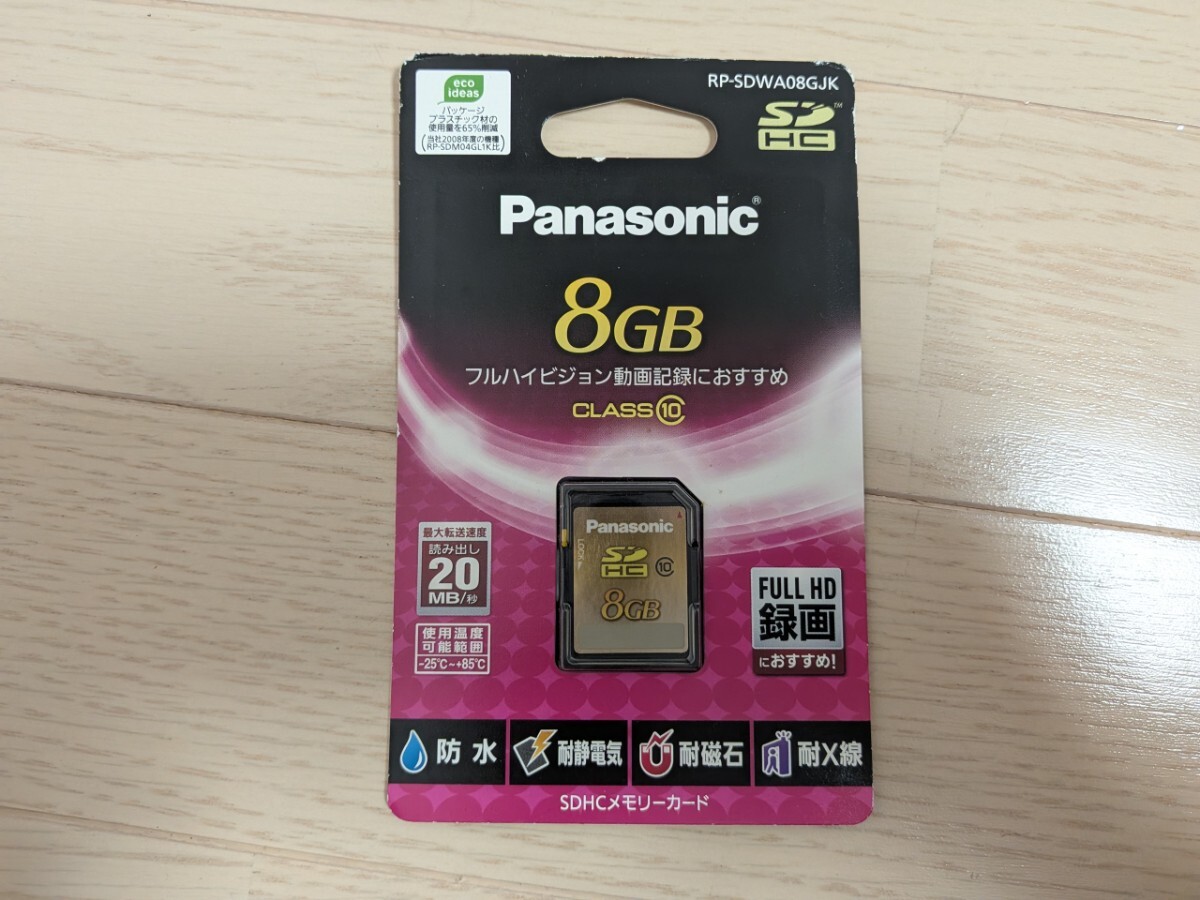 eco
ideas
パッケージ
プラスチック材の
使用量を65%削減
(当社2008年度の機種
RP-SDM04GL1K比)
RP-SDWA08GJK
SD™
HC
Panasonic®
8GB
フルハイビジョン動画記録におすすめ
CLASS⑩
最大転送速度
読み出し
20
MB/秒
使用温度
可能範囲
-25℃~+85℃
Panasonic
LOCK
SD
HC ⑩
8GB
FULL HD
録画
におすすめ!
防水
耐静電気
耐磁石
耐X線
SDHCメモリーカード